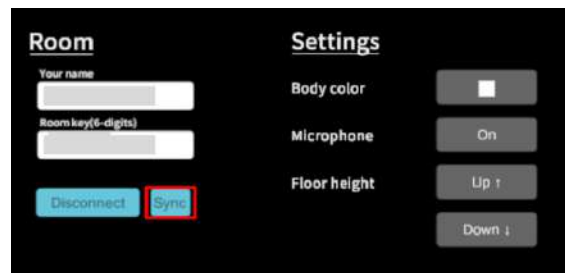 Room
Your name
Room key(6-digits)
Disconnect
Sync
Settings
Body color
Microphone
On
Floor height
Up ↑
Down ↓